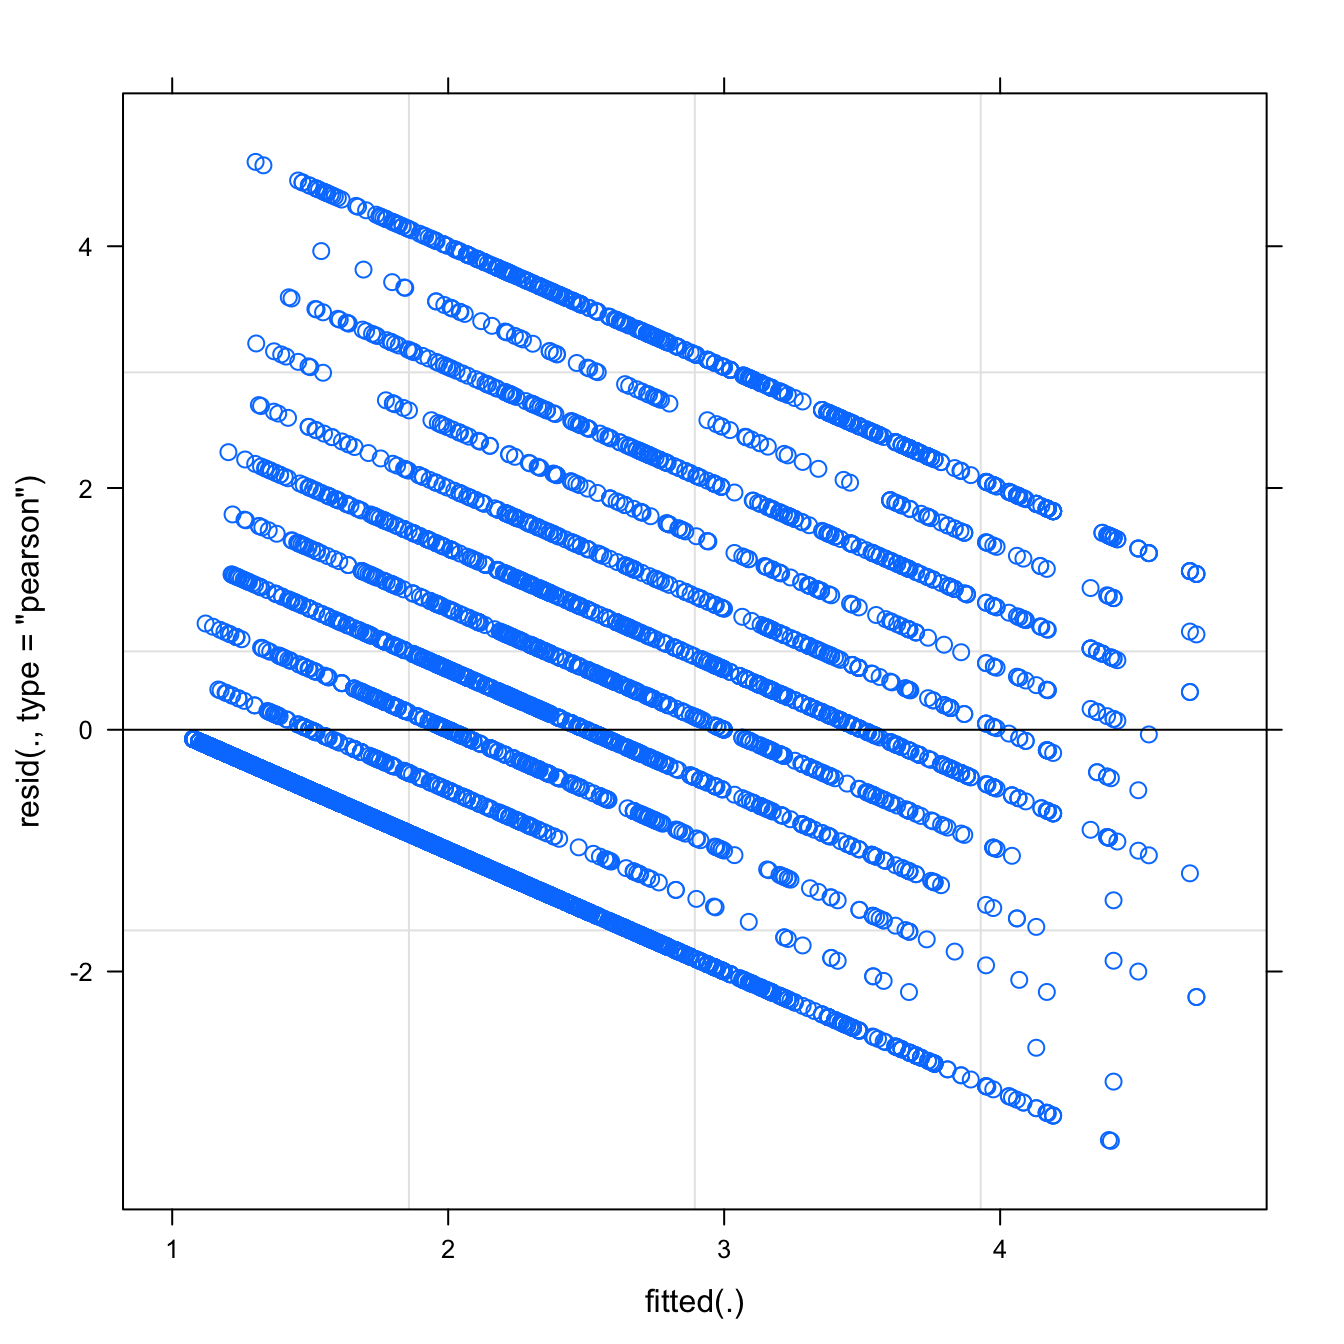 4
2
0
-2
resid(., type = "pearson")
1 2 3 4
fitted(.)